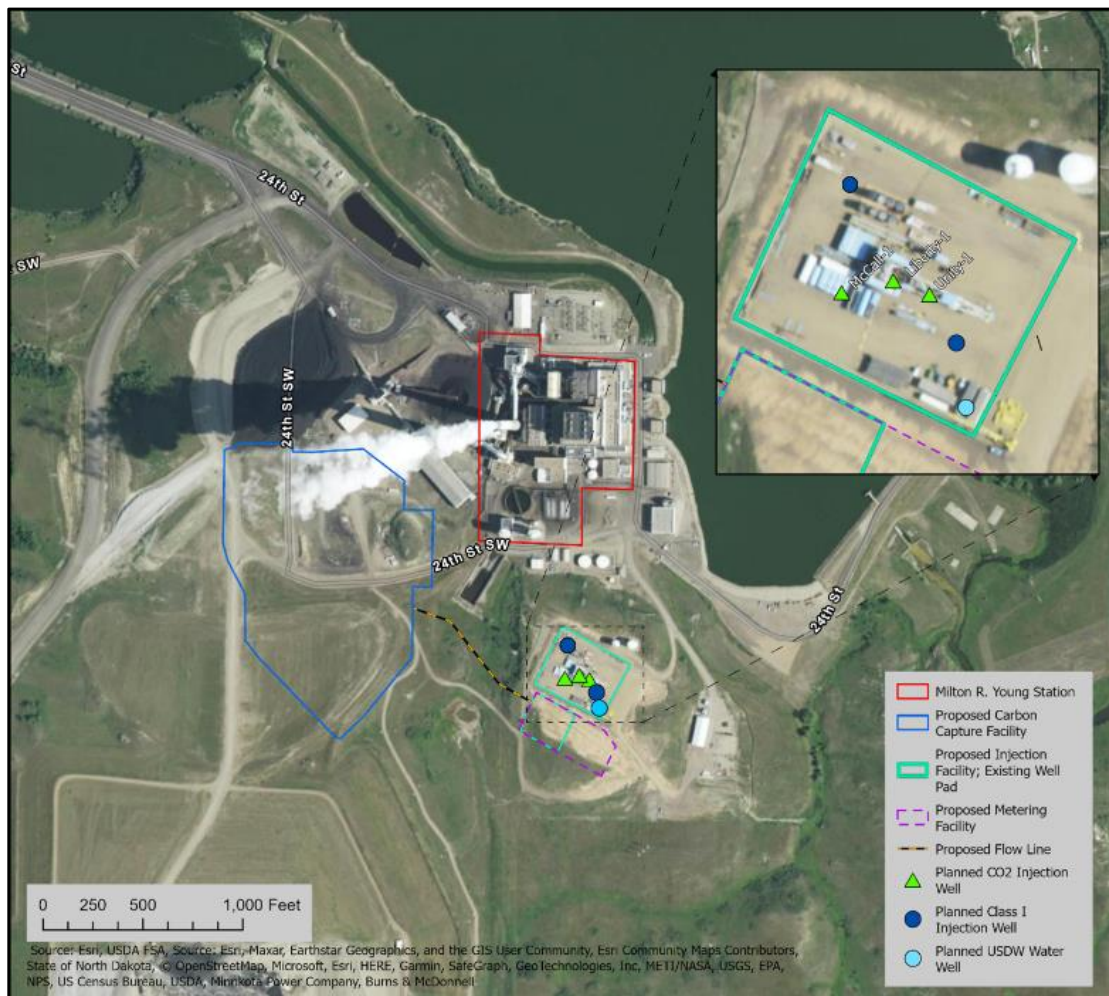 St
24th St
SW
24th St SW
24th St SW
24th St
McCall-1
Liberty-1
Unity-1
Milton R. Young Station
Proposed Carbon
Capture Facility
Proposed Injection
Facility; Existing Well
Pad
Proposed Metering
Facility
Proposed Flow Line
Planned CO2 Injection
Well
Planned Class I
Injection Well
Planned USDW Water
Well
0 250 500 1,000 Feet
Source: Esri, USDA FSA, Source: Esri, Maxar, Earthstar Geographics, and the GIS User Community, Esri Community Maps Contributors,
State of North Dakota, © OpenStreetMap, Microsoft, Esri, HERE, Garmin, SafeGraph, GeoTechnologies, Inc, METI/NASA, USGS, EPA,
NPS, US Census Bureau, USDA, Minnkota Power Company, Burns & McDonnell